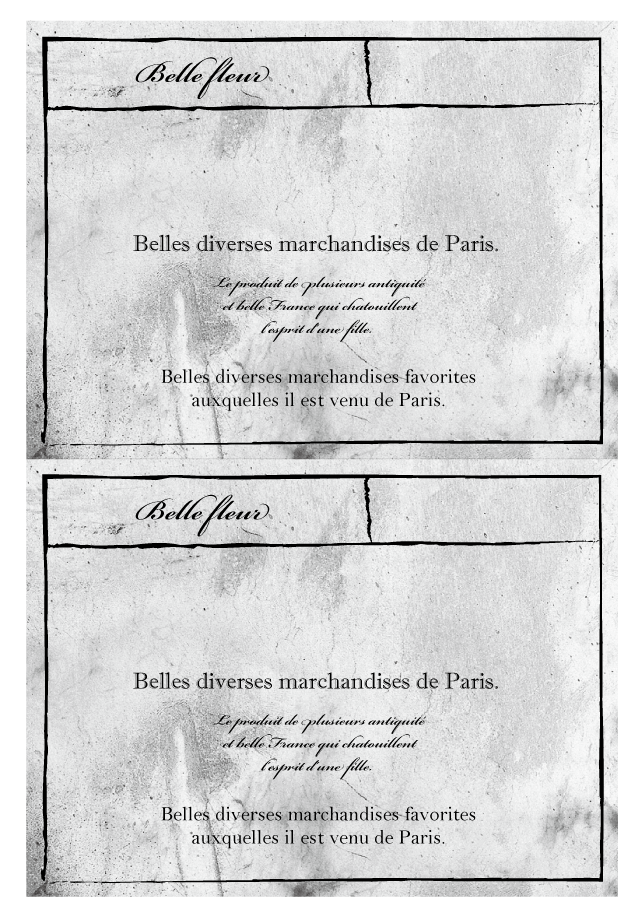 Belle fleur
Belles diverses marchandises de Paris.
Le produit de plusieurs antiquité
et belle France qui chatouillent
l'esprit d'une fille.
Belles diverses marchandises favorites
auxquelles il est venu de Paris.
Belle fleur
Belles diverses marchandises de Paris.
Le produit de plusieurs antiquité
et belle France qui chatouillent
l'esprit d'une fille.
Belles diverses marchandises favorites
auxquelles il est venu de Paris.